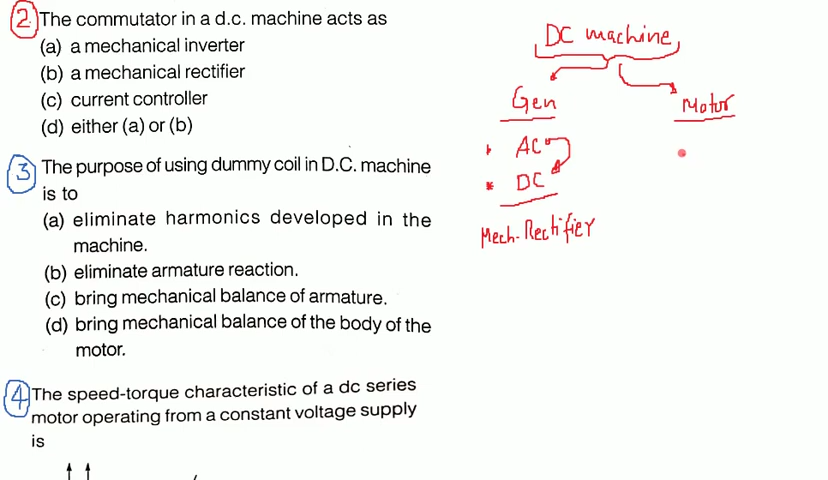 2 The commutator in a d.c. machine acts as
(a) a mechanical inverter
(b) a mechanical rectifier
(c) current controller
(d) either (a) or (b)
3 The purpose of using dummy coil in D.C. machine
is to
(a) eliminate harmonics developed in the
machine.
(b) eliminate armature reaction.
(c) bring mechanical balance of armature.
(d) bring mechanical balance of the body of the
motor.
4 The speed-torque characteristic of a dc series
motor operating from a constant voltage supply
is
DC machine
Gen
* AC
* DC
Mech. Rectifier
Motor